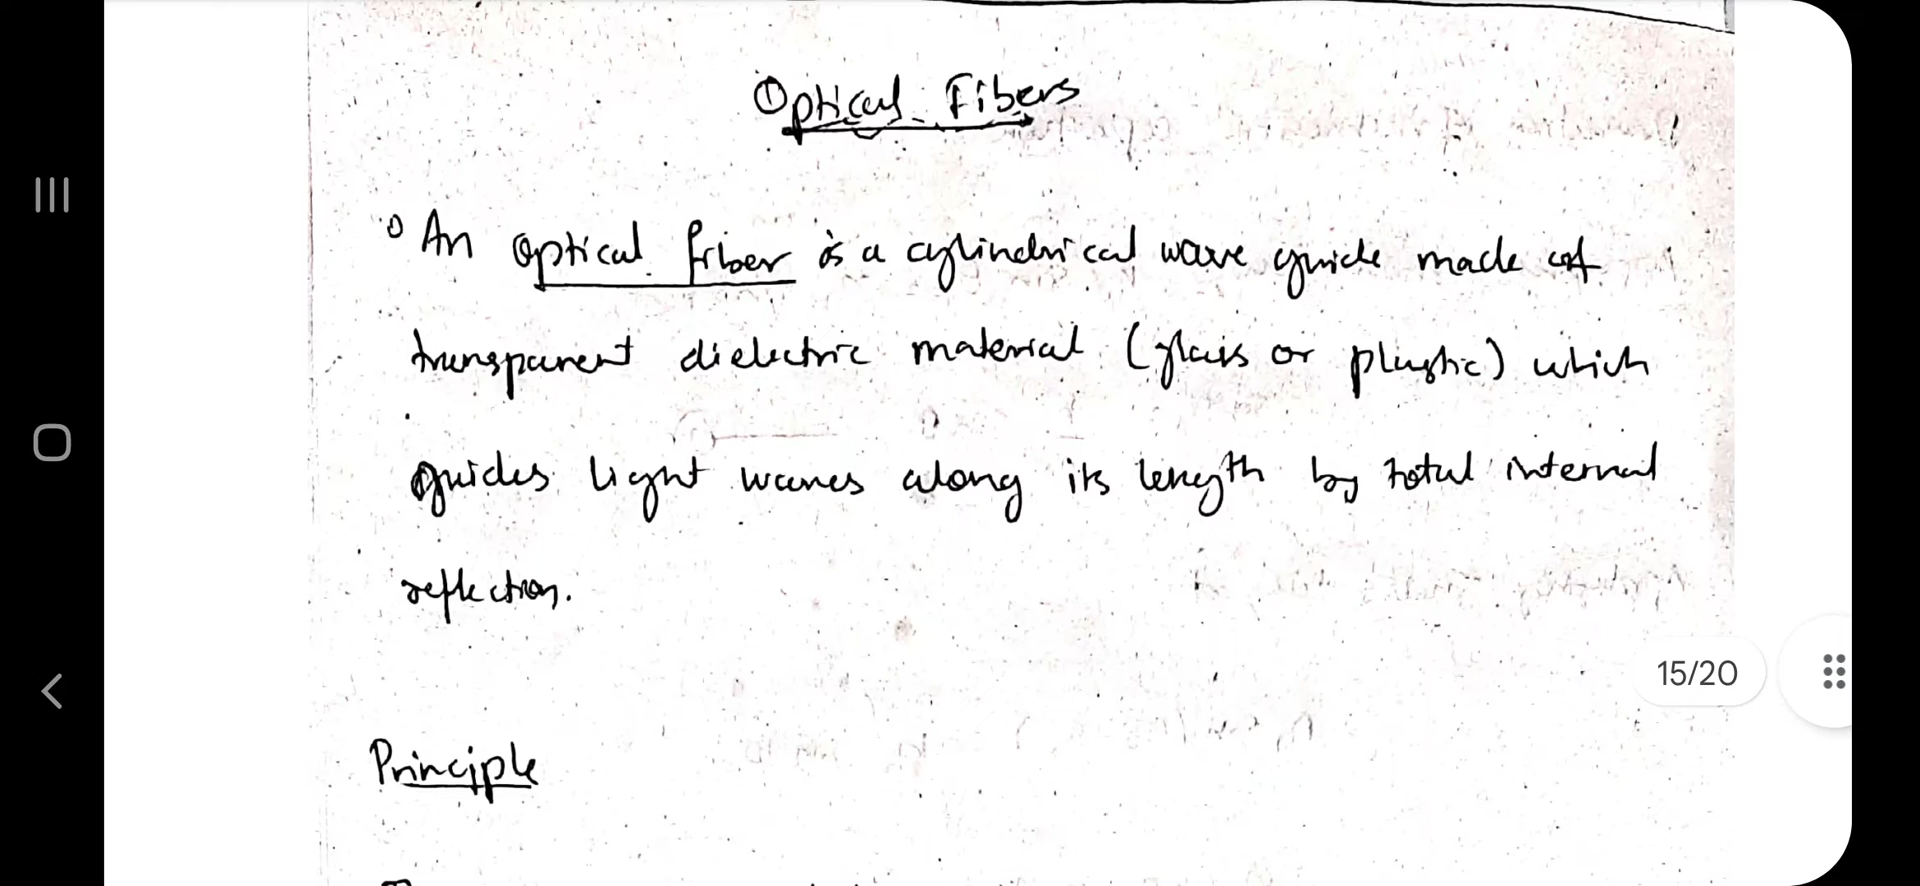 Optical Fibers
An optical fiber is a cylindrical wave guide made of
transparent dielectric material (glass or plastic) which
guides light waves along its length by total internal
reflection.
15/20
Principle